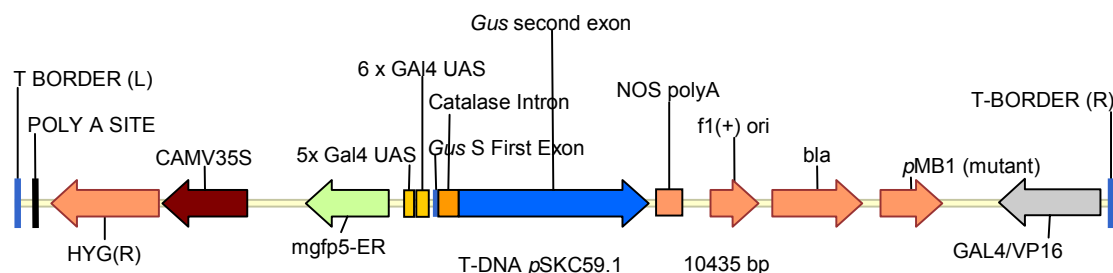 Gus second exon
6 x GAl4 UAS
T BORDER (L)
NOS polyA
T-BORDER (R)
Catalase Intron
POLY A SITE
f1(+) ori
Gus S First Exon
CAMV35S
5x Gal4 UAS
bla
pMB1 (mutant)
HYG(R)
mgfp5-ER
GAL4/VP16
T-DNA pSKC59.1
10435 bp